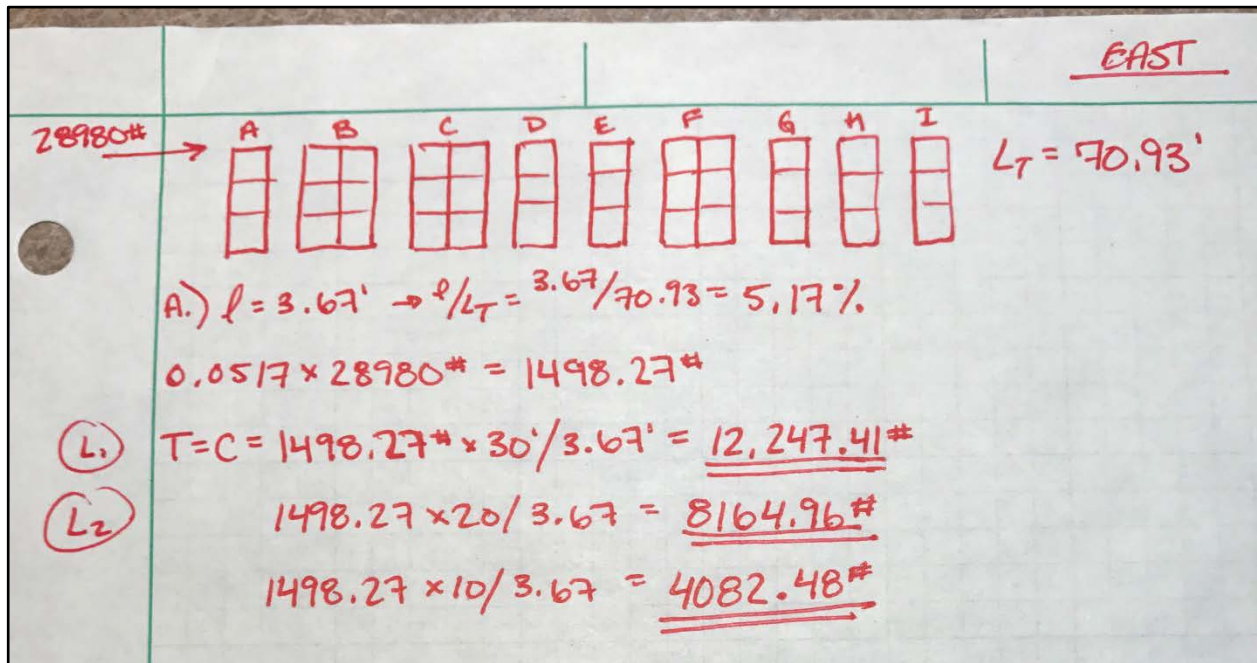 EAST
28980# A B C D E F G H I L_T = 70.93'
A.) l = 3.67' → l/L_T = 3.67/70.93 = 5.17%
0.0517 × 28980# = 1498.27#
L1 T=C= 1498.27# × 30'/3.67' = 12,247.41#
L2 1498.27 ×20/3.67 = 8164.96#
1498.27 ×10/3.67 = 4082.48#